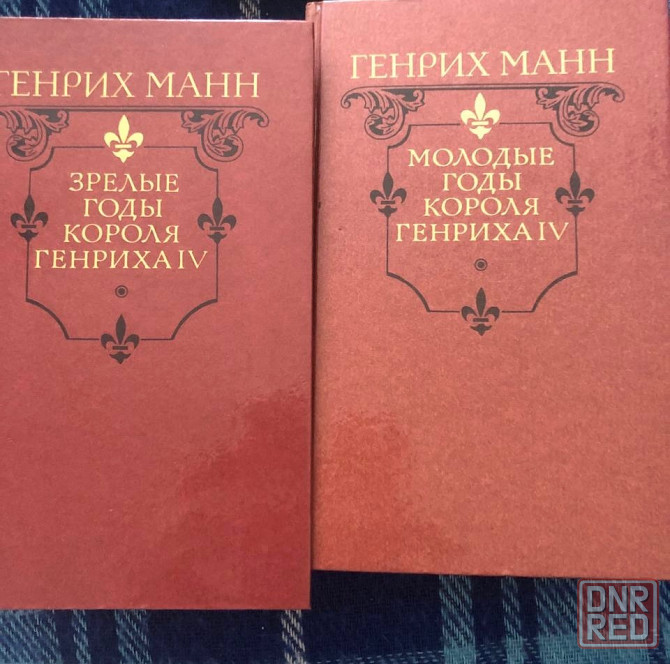 ГЕНРИХ МАНН
ЗРЕЛЫЕ
ГОДЫ
КОРОЛЯ
ГЕНРИХА IV
ГЕНРИХ МАНН
МОЛОДЫЕ
ГОДЫ
КОРОЛЯ
ГЕНРИХА IV
DNR
RED